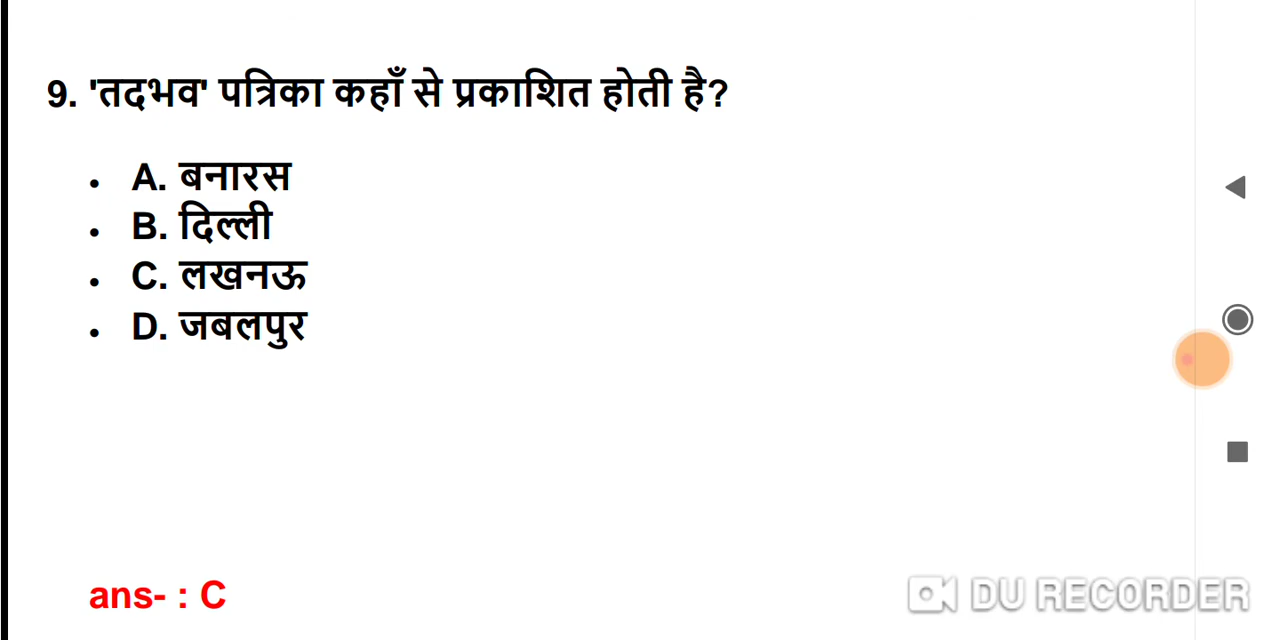 9. 'तदभव' पत्रिका कहाँ से प्रकाशित होती है?
• A. बनारस
• B. दिल्ली
• C. लखनऊ
• D. जबलपुर
ans- : C
DU RECORDER